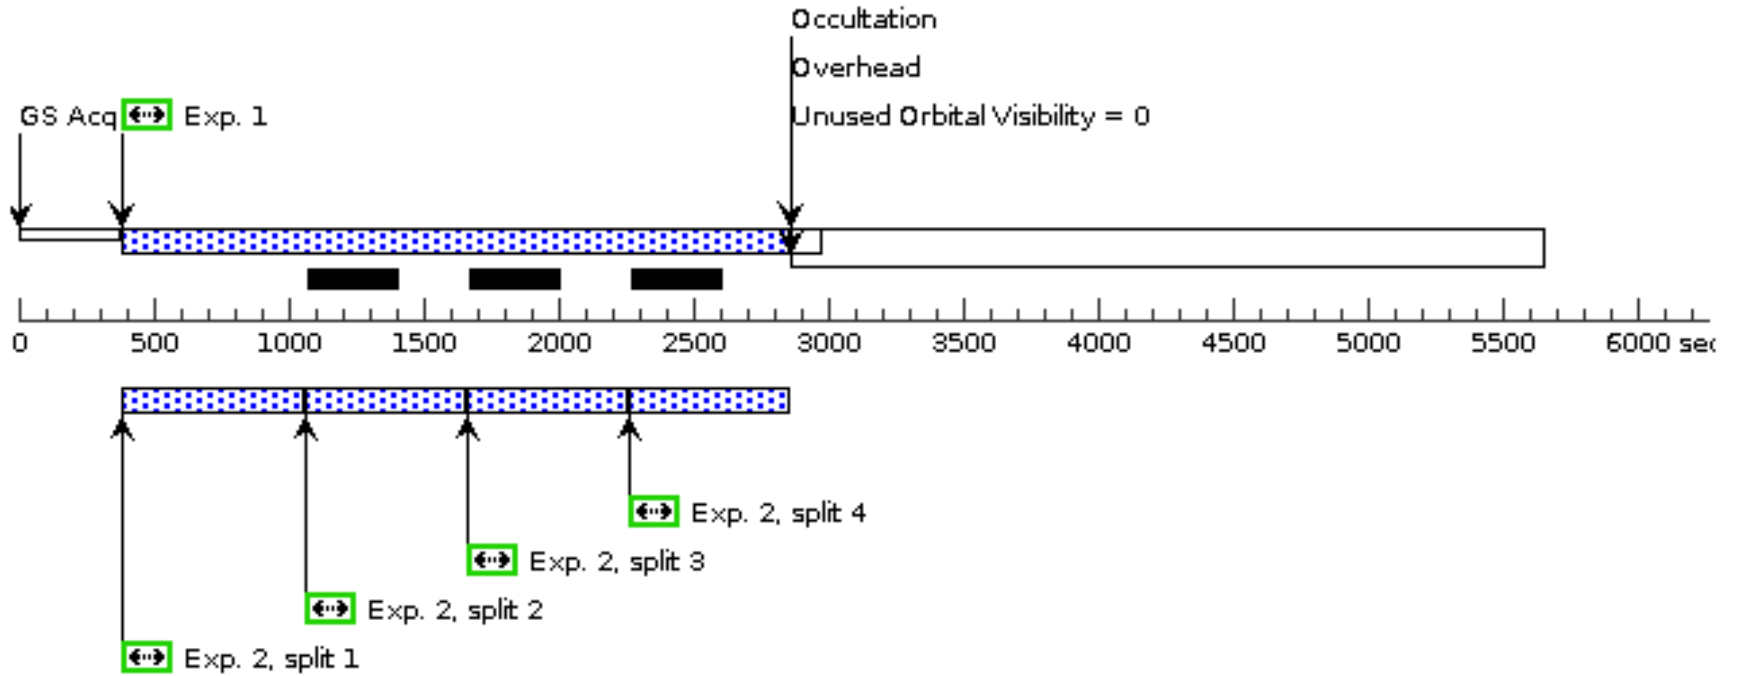 Occultation
Overhead
GS Acq Exp. 1 Unused Orbital Visibility = 0
0 500 1000 1500 2000 2500 3000 3500 4000 4500 5000 5500 6000 sec
Exp. 2, split 4
Exp. 2, split 3
Exp. 2, split 2
Exp. 2, split 1